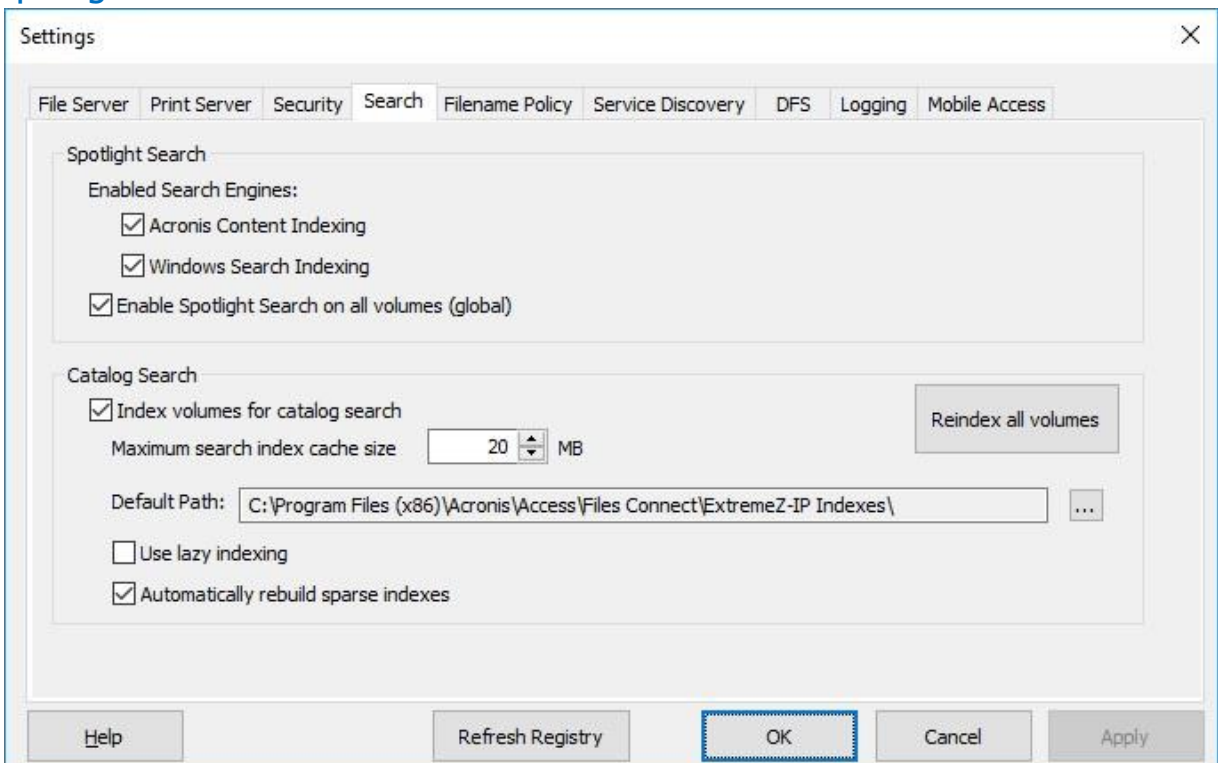 Settings
File Server Print Server Security Search Filename Policy Service Discovery DFS Logging Mobile Access
Spotlight Search
Enabled Search Engines:
Acronis Content Indexing
Windows Search Indexing
Enable Spotlight Search on all volumes (global)
Catalog Search
Index volumes for catalog search
Reindex all volumes
Maximum search index cache size 20 MB
Default Path: C:\Program Files (x86)\Acronis\Access\Files Connect\ExtremeZ-IP Indexes\ ...
Use lazy indexing
Automatically rebuild sparse indexes
Help Refresh Registry OK Cancel Apply